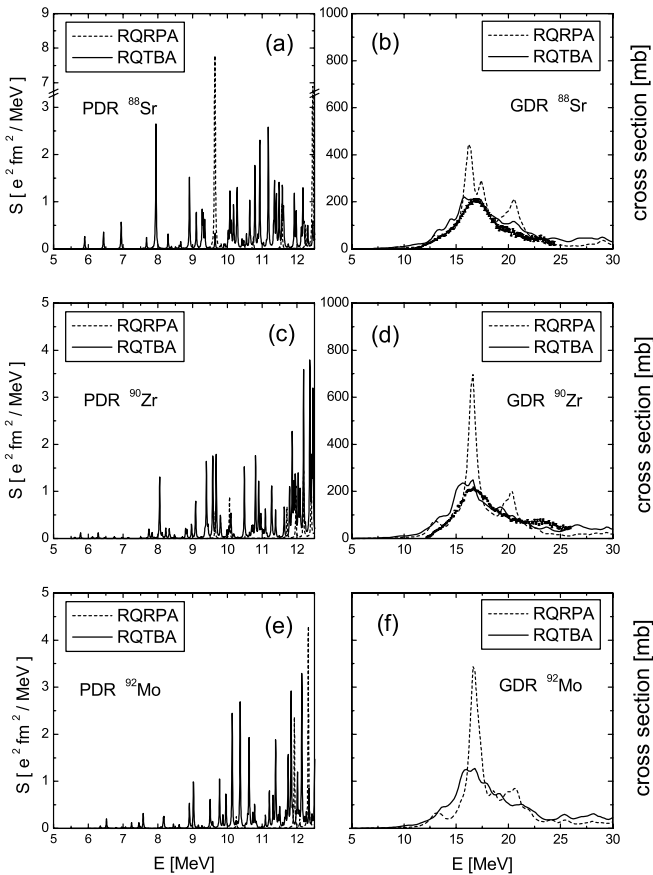 9
8
7
3
2
1
0
S [ e² fm² / MeV ]
RQRPA
RQTBA
(a)
PDR ⁸⁸Sr
5 6 7 8 9 10 11 12
1000
800
600
400
200
0
(b)
RQRPA
RQTBA
GDR ⁸⁸Sr
5 10 15 20 25 30
cross section [mb]
5
4
3
2
1
0
S [ e² fm² / MeV ]
RQRPA
RQTBA
(c)
PDR ⁹⁰Zr
5 6 7 8 9 10 11 12
1000
800
600
400
200
0
(d)
RQRPA
RQTBA
GDR ⁹⁰Zr
5 10 15 20 25 30
cross section [mb]
5
4
3
2
1
0
S [ e² fm² / MeV ]
RQRPA
RQTBA
(e)
PDR ⁹²Mo
5 6 7 8 9 10 11 12
E [MeV]
(f)
RQRPA
RQTBA
GDR ⁹²Mo
5 10 15 20 25 30
E [MeV]
cross section [mb]